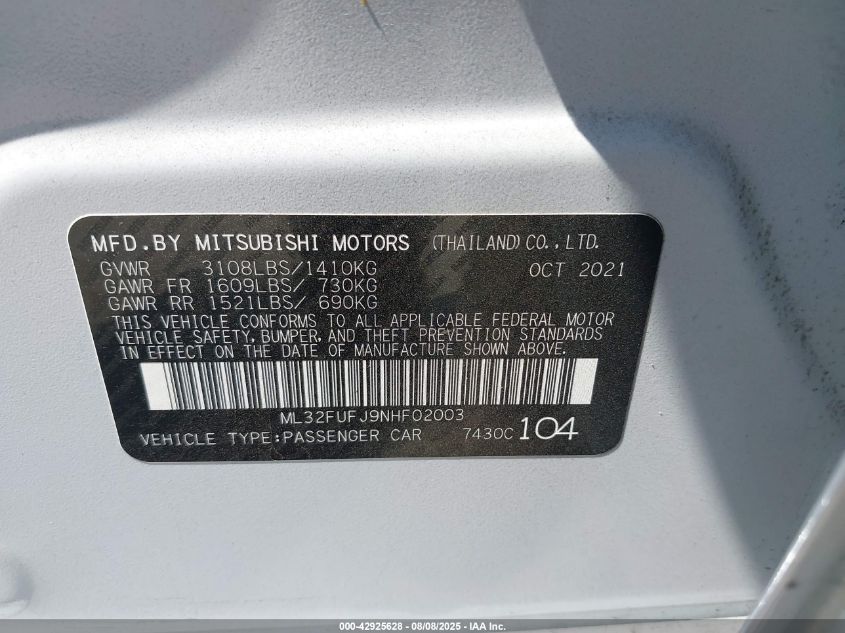 MFD.BY MITSUBISHI MOTORS (THAILAND) CO.,LTD.
GVWR 3108LBS/1410KG OCT 2021
GAWR FR 1609LBS/ 730KG
GAWR RR 1521LBS/ 690KG
THIS VEHICLE CONFORMS TO ALL APPLICABLE FEDERAL MOTOR
VEHICLE SAFETY, BUMPER, AND THEFT PREVENTION STANDARDS
IN EFFECT ON THE DATE OF MANUFACTURE SHOWN ABOVE.
ML32FUFJ9NHF02003
VEHICLE TYPE:PASSENGER CAR 7430C 104
000-42925628 - 08/08/2025 - IAA Inc.